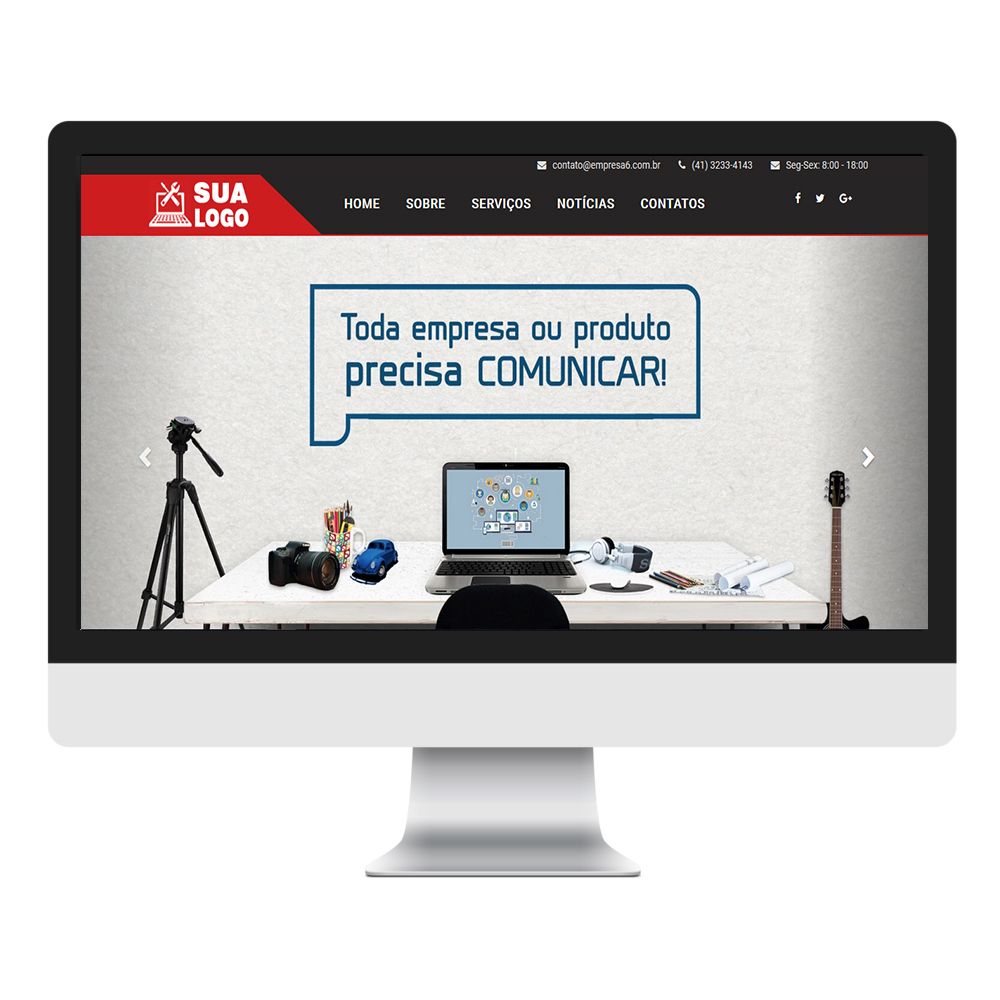 contato@empresa6.com.br (41) 3233-4143 Seg-Sex: 8:00 - 18:00
SUA
LOGO
HOME SOBRE SERVIÇOS NOTÍCIAS CONTATOS
Toda empresa ou produto
precisa COMUNICAR!